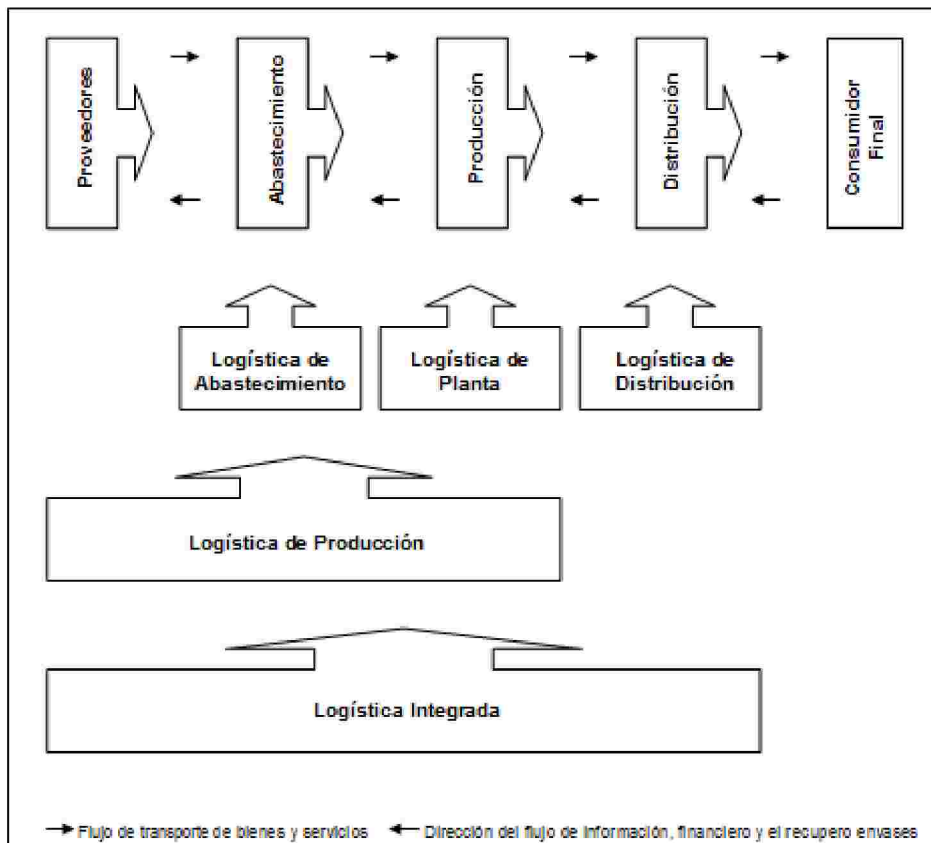 Proveedores
Abastecimiento
Producción
Distribución
Consumidor
Final
Logística de
Abastecimiento
Logística de
Planta
Logística de
Distribución
Logística de Producción
Logística Integrada
Flujo de transporte de bienes y servicios
Dirección del flujo de información, financiero y el recupero envases